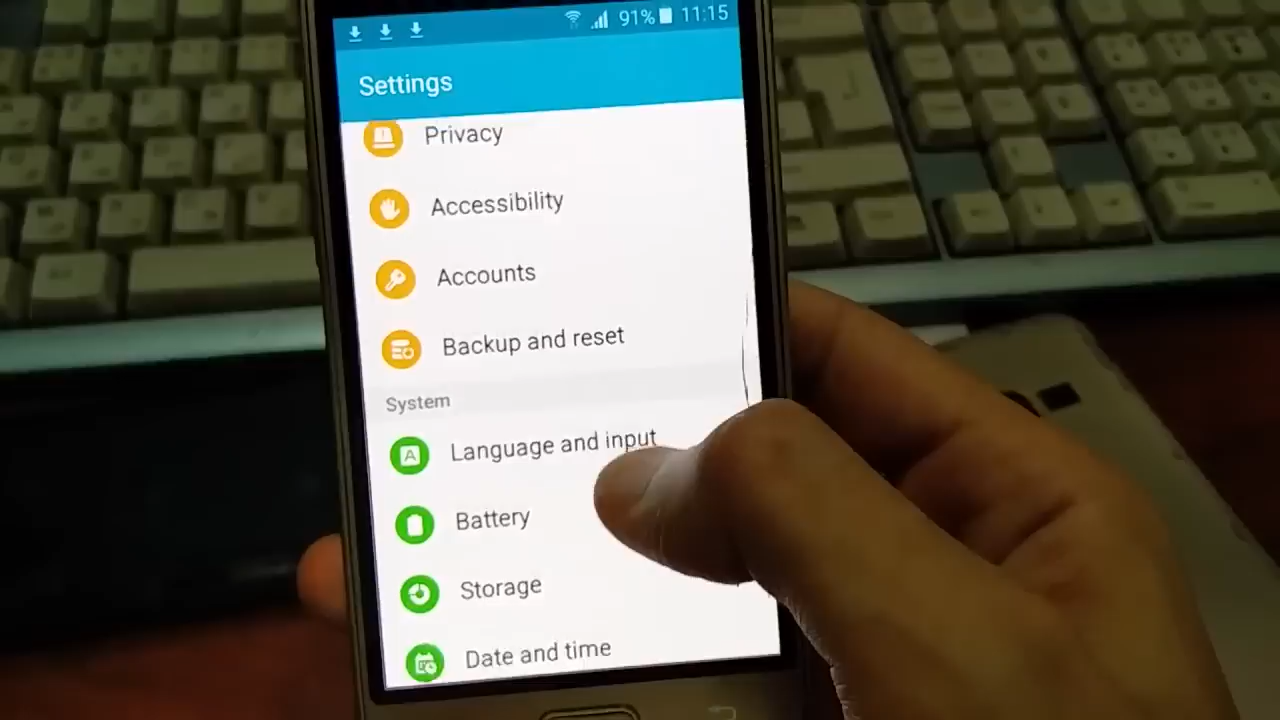 91% 11:15
Settings
Privacy
Accessibility
Accounts
Backup and reset
System
A Language and input
Battery
Storage
Date and time